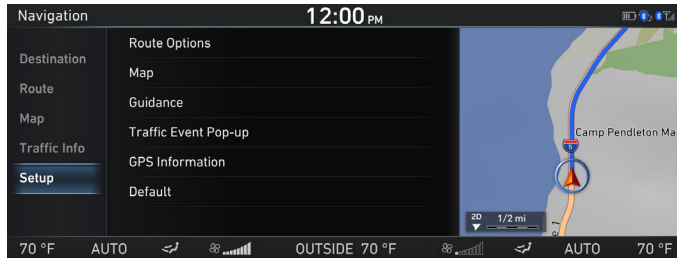 Navigation
12:00 PM
Destination
Route
Map
Traffic Info
Setup
Route Options
Map
Guidance
Traffic Event Pop-up
GPS Information
Default
Camp Pendleton Ma
5
2D
1/2 mi
e 1
70 °F AUTO OUTSIDE 70 °F AUTO 70 °F